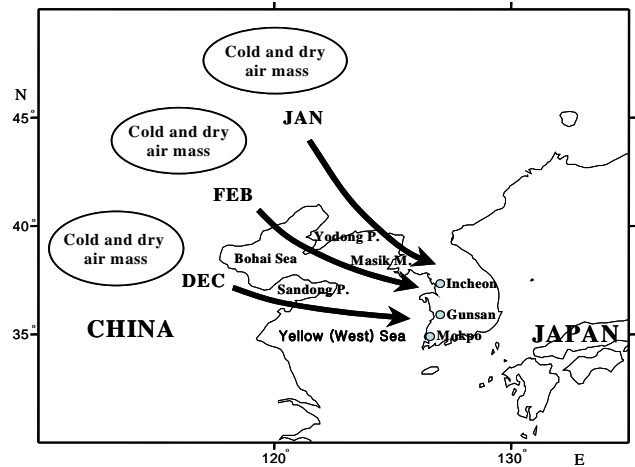 Cold and dry
air mass
N
45°
JAN
Cold and dry
air mass
FEB
40°
Yodong P.
Cold and dry
air mass
Bohai Sea
Masik M.
DEC
Sandong P.
Incheon
Gunsan
CHINA
35°
Yellow (West) Sea
Mokpo
JAPAN
120°
130°
E